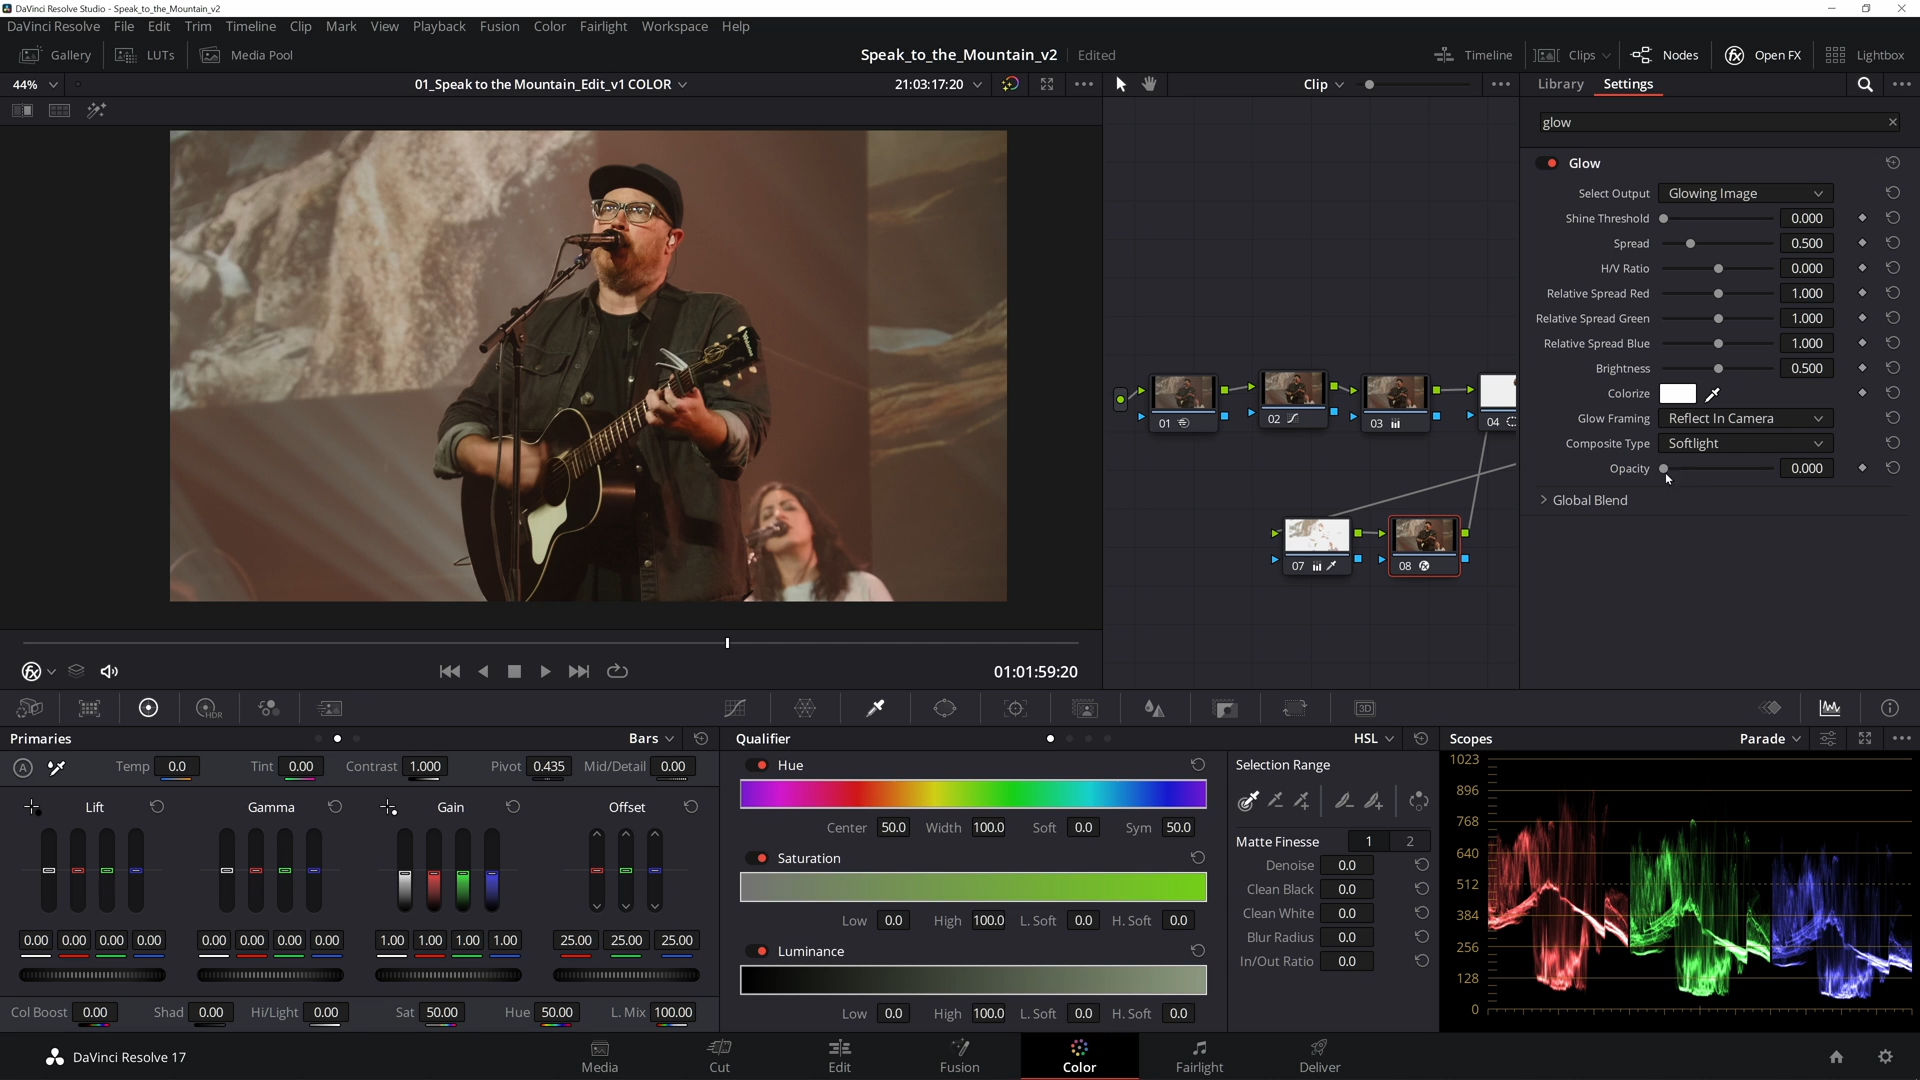 DaVinci Resolve Studio - Speak_to_the_Mountain_v2
DaVinci Resolve File Edit Trim Timeline Clip Mark View Playback Fusion Color Fairlight Workspace Help
Gallery LUTs Media Pool Speak_to_the_Mountain_v2 Edited Timeline Clips Nodes Open FX Lightbox
44% 01_Speak to the Mountain_Edit_v1 COLOR 21:03:17:20 Clip Library Settings
glow
Glow
Select Output Glowing Image
Shine Threshold 0.000
Spread 0.500
H/V Ratio 0.000
Relative Spread Red 1.000
Relative Spread Green 1.000
Relative Spread Blue 1.000
Brightness 0.500
Colorize
Glow Framing Reflect In Camera
Composite Type Softlight
Opacity 0.000
Global Blend
01 02 03 04
07 08
01:01:59:20
HDR 3D
Primaries Bars Qualifier HSL Scopes Parade
A Temp 0.0 Tint 0.00 Contrast 1.000 Pivot 0.435 Mid/Detail 0.00
Lift Gamma Gain Offset
0.00 0.00 0.00 0.00 0.00 0.00 0.00 0.00 1.00 1.00 1.00 1.00 25.00 25.00 25.00
Col Boost 0.00 Shad 0.00 Hi/Light 0.00 Sat 50.00 Hue 50.00 L. Mix 100.00
Hue
Center 50.0 Width 100.0 Soft 0.0 Sym 50.0
Saturation
Low 0.0 High 100.0 L. Soft 0.0 H. Soft 0.0
Luminance
Low 0.0 High 100.0 L. Soft 0.0 H. Soft 0.0
Selection Range
Matte Finesse 1 2
Denoise 0.0
Clean Black 0.0
Clean White 0.0
Blur Radius 0.0
In/Out Ratio 0.0
1023
896
768
640
512
384
256
128
0
DaVinci Resolve 17 Media Cut Edit Fusion Color Fairlight Deliver